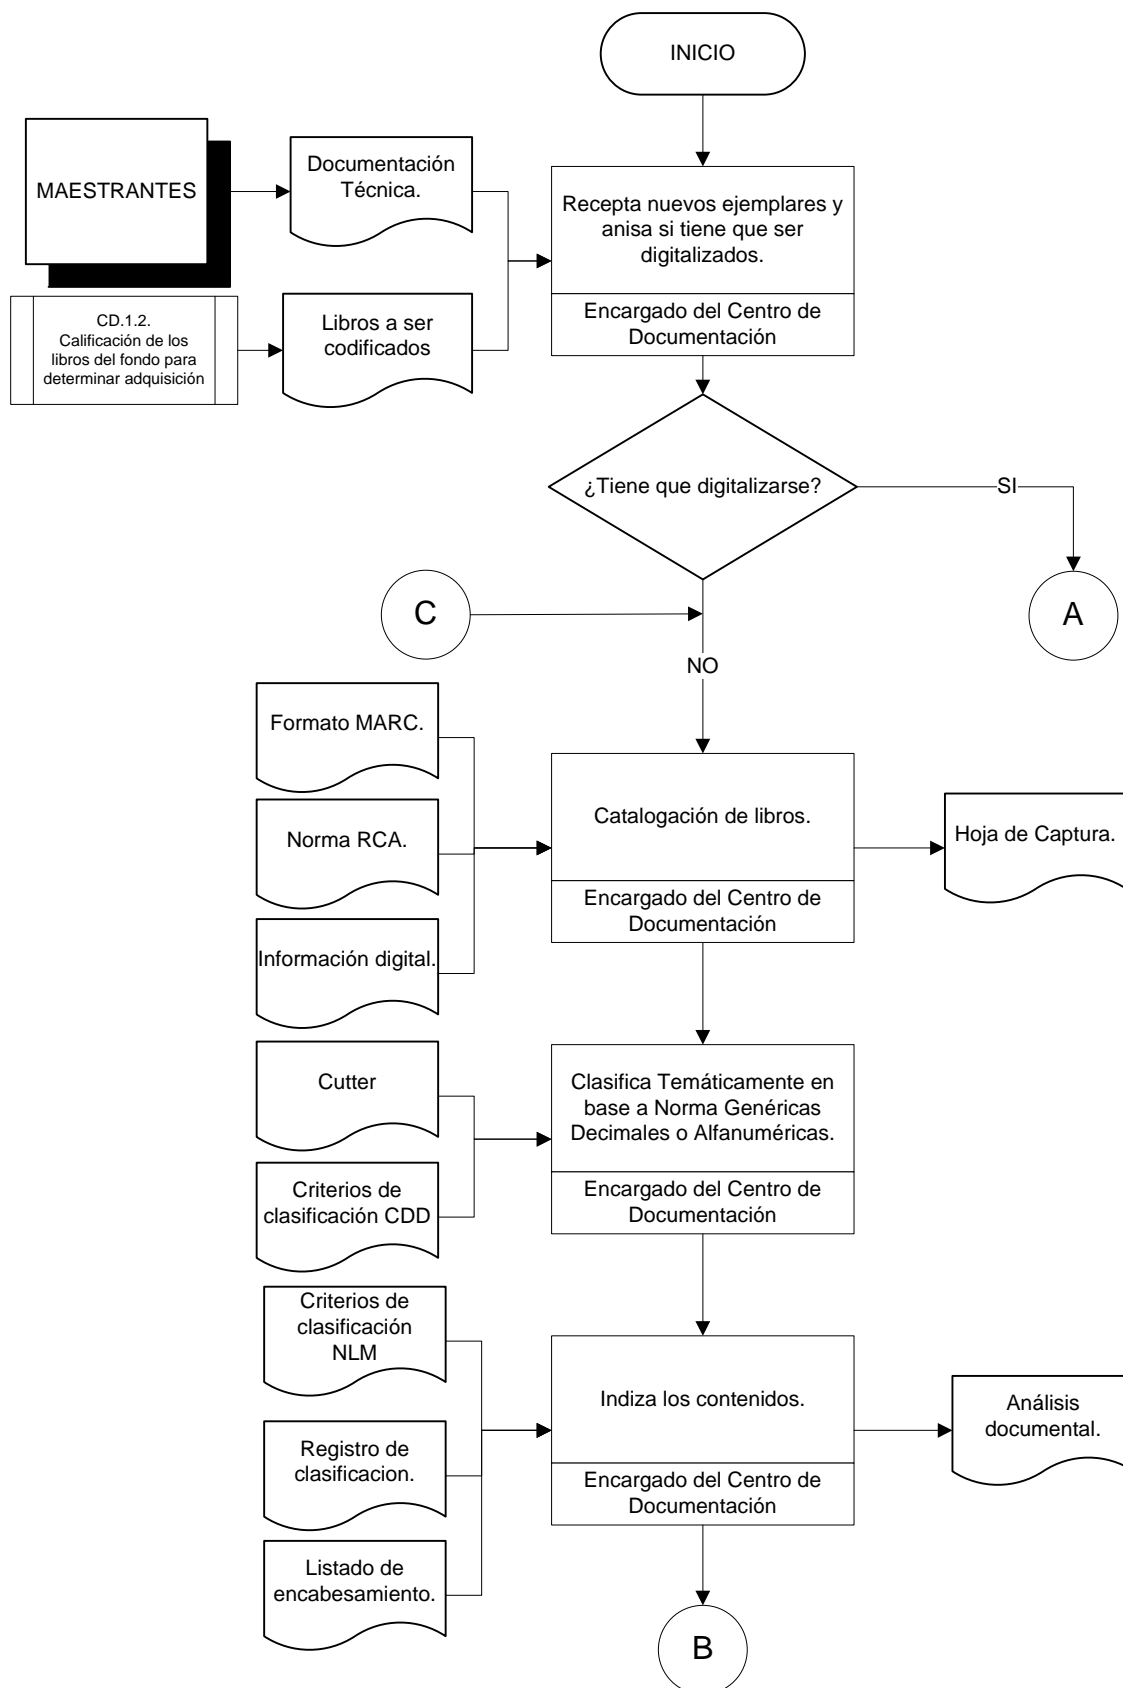 INICIO
MAESTRANTES
Documentación
Técnica.
Recepta nuevos ejemplares y
anisa si tiene que ser
digitalizados.
Encargado del Centro de
Documentación
CD.1.2.
Calificación de los
libros del fondo para
determinar adquisición
Libros a ser
codificados
¿Tiene que digitalizarse?
SI
C
A
NO
Formato MARC.
Norma RCA.
Información digital.
Catalogación de libros.
Encargado del Centro de
Documentación
Hoja de Captura.
Cutter
Criterios de
clasificación CDD
Clasifica Temáticamente en
base a Norma Genéricas
Decimales o Alfanuméricas.
Encargado del Centro de
Documentación
Criterios de
clasificación
NLM
Registro de
clasificacion.
Listado de
encabesamiento.
Indiza los contenidos.
Encargado del Centro de
Documentación
Análisis
documental.
B